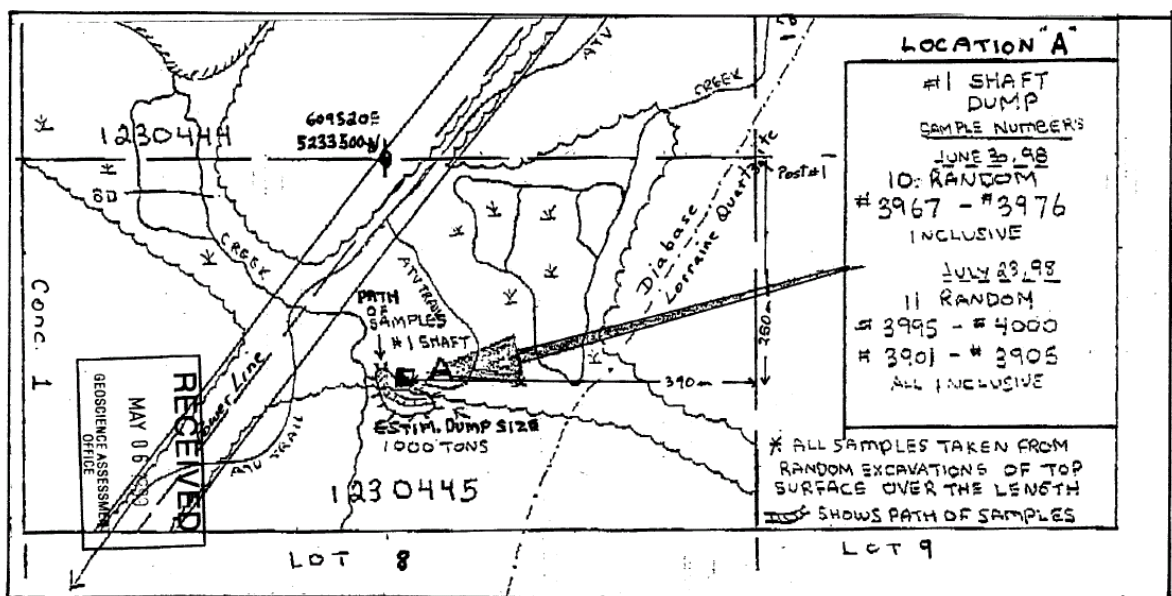 LOCATION "A"
#1 SHAFT
DUMP
SAMPLE NUMBERS
JUNE 30, 98
10 RANDOM
#3967 - #3976
INCLUSIVE
JULY 23, 98
11 RANDOM
#3995 - #4000
#3901 - #3905
ALL INCLUSIVE
* ALL SAMPLES TAKEN FROM
RANDOM EXCAVATIONS OF TOP
SURFACE OVER THE LENGTH
SHOWS PATH OF SAMPLES
ATV
CREEK
609520E
5233500N
1230444
Post #1
Diabase
Lorraine Quartzite
CREEK
ATV TRAIL
PATH
OF
SAMPLES
#1 SHAFT
A
390m
Conc. 1
Power Line
ESTIM. DUMP SIZE
1000 TONS
ATV TRAIL
1230445
RECEIVED
MAY 06
GEOSCIENCE ASSESSMENT
OFFICE
LOT 8
LOT 9